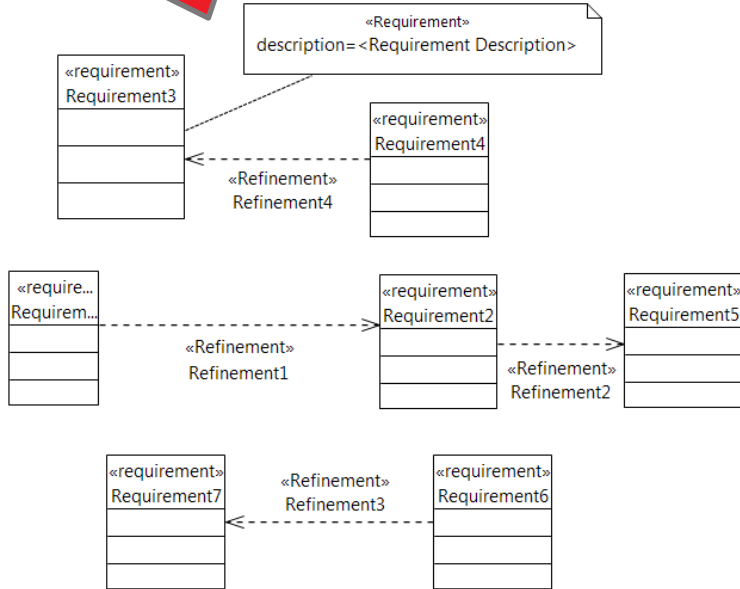 «Requirement»
description=<Requirement Description>
«requirement»
Requirement3
«requirement»
Requirement4
«Refinement»
Refinement4
«require...
Requirem...
«requirement»
Requirement2
«requirement»
Requirement5
«Refinement»
Refinement1
«Refinement»
Refinement2
«requirement»
Requirement7
«Refinement»
Refinement3
«requirement»
Requirement6